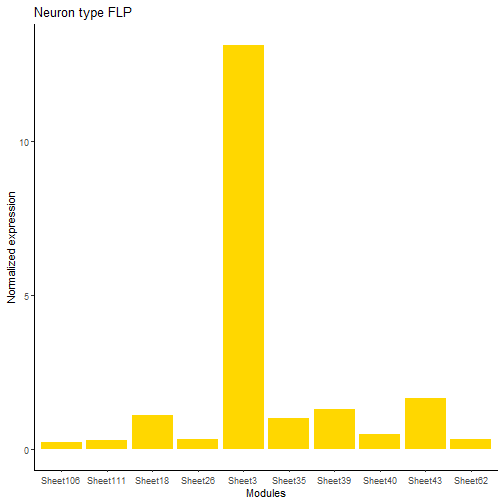 Neuron type FLP
Normalized expression
10
5
0
Sheet106 Sheet111 Sheet18 Sheet26 Sheet3 Sheet35 Sheet39 Sheet40 Sheet43 Sheet62
Modules